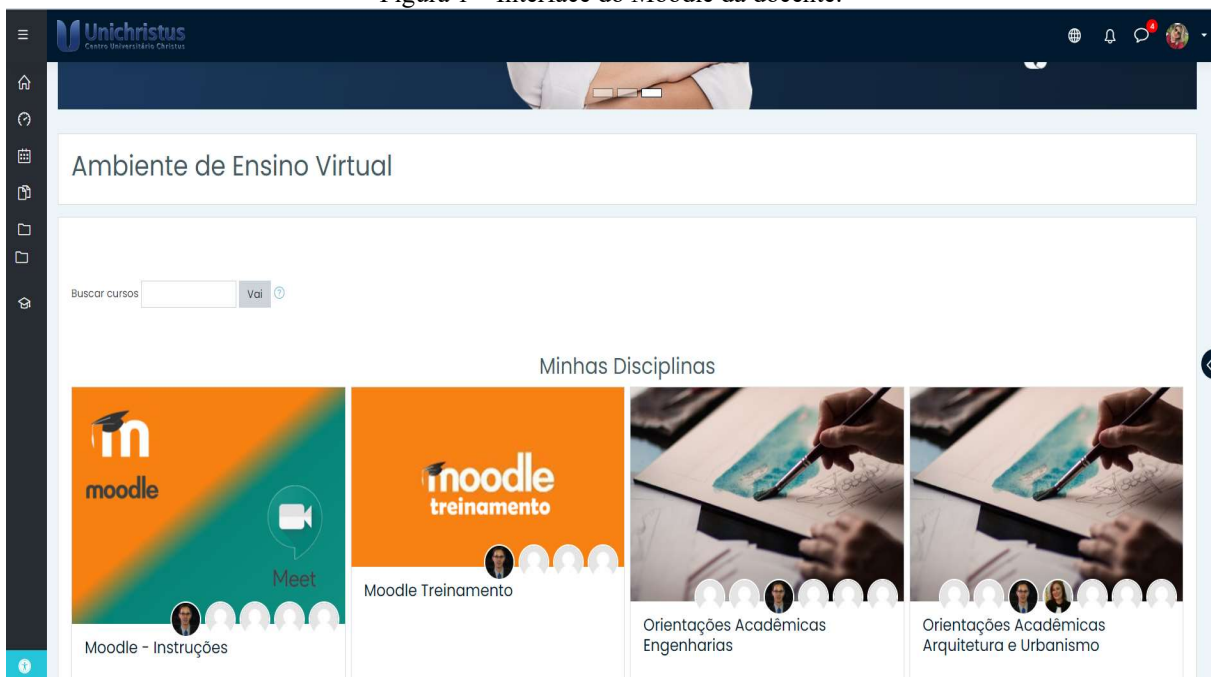 Figura 1 – Interface do Moodle da docente.
Unichristus
Centro Universitário Christus
4
Ambiente de Ensino Virtual
Buscar cursos
Vai
?
Minhas Disciplinas
m
moodle
Meet
Moodle - Instruções
moodle
treinamento
Moodle Treinamento
Orientações Acadêmicas
Engenharias
Orientações Acadêmicas
Arquitetura e Urbanismo